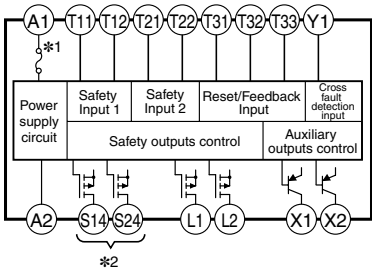 A1 T11 T12 T21 T22 T31 T32 T33 Y1
*1
Power
supply
circuit
Safety
Input 1
Safety
Input 2
Reset/Feedback
Input
Cross
fault
detection
input
Safety outputs control
Auxiliary
outputs control
A2 S14 S24 L1 L2 X1 X2
*2